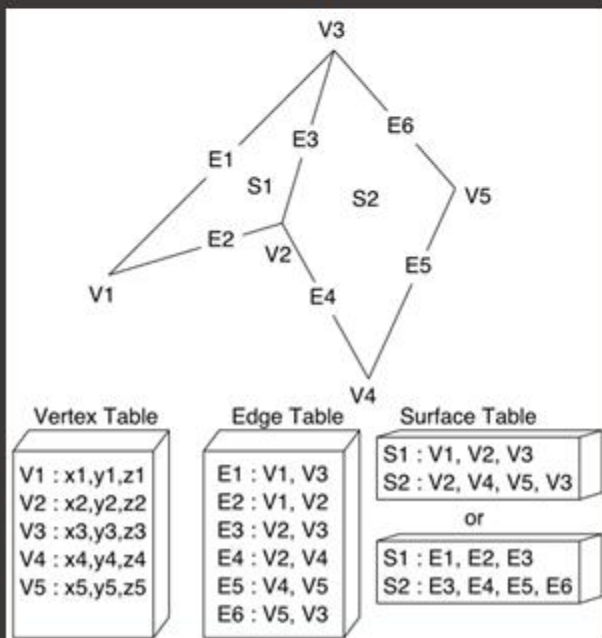 V3
E6
E3
E1
S1
S2
V5
E2
V2
E5
V1
E4
V4
Vertex Table
V1 : x1,y1,z1
V2 : x2,y2,z2
V3 : x3,y3,z3
V4 : x4,y4,z4
V5 : x5,y5,z5
Edge Table
E1 : V1, V3
E2 : V1, V2
E3 : V2, V3
E4 : V2, V4
E5 : V4, V5
E6 : V5, V3
Surface Table
S1 : V1, V2, V3
S2 : V2, V4, V5, V3
or
S1 : E1, E2, E3
S2 : E3, E4, E5, E6